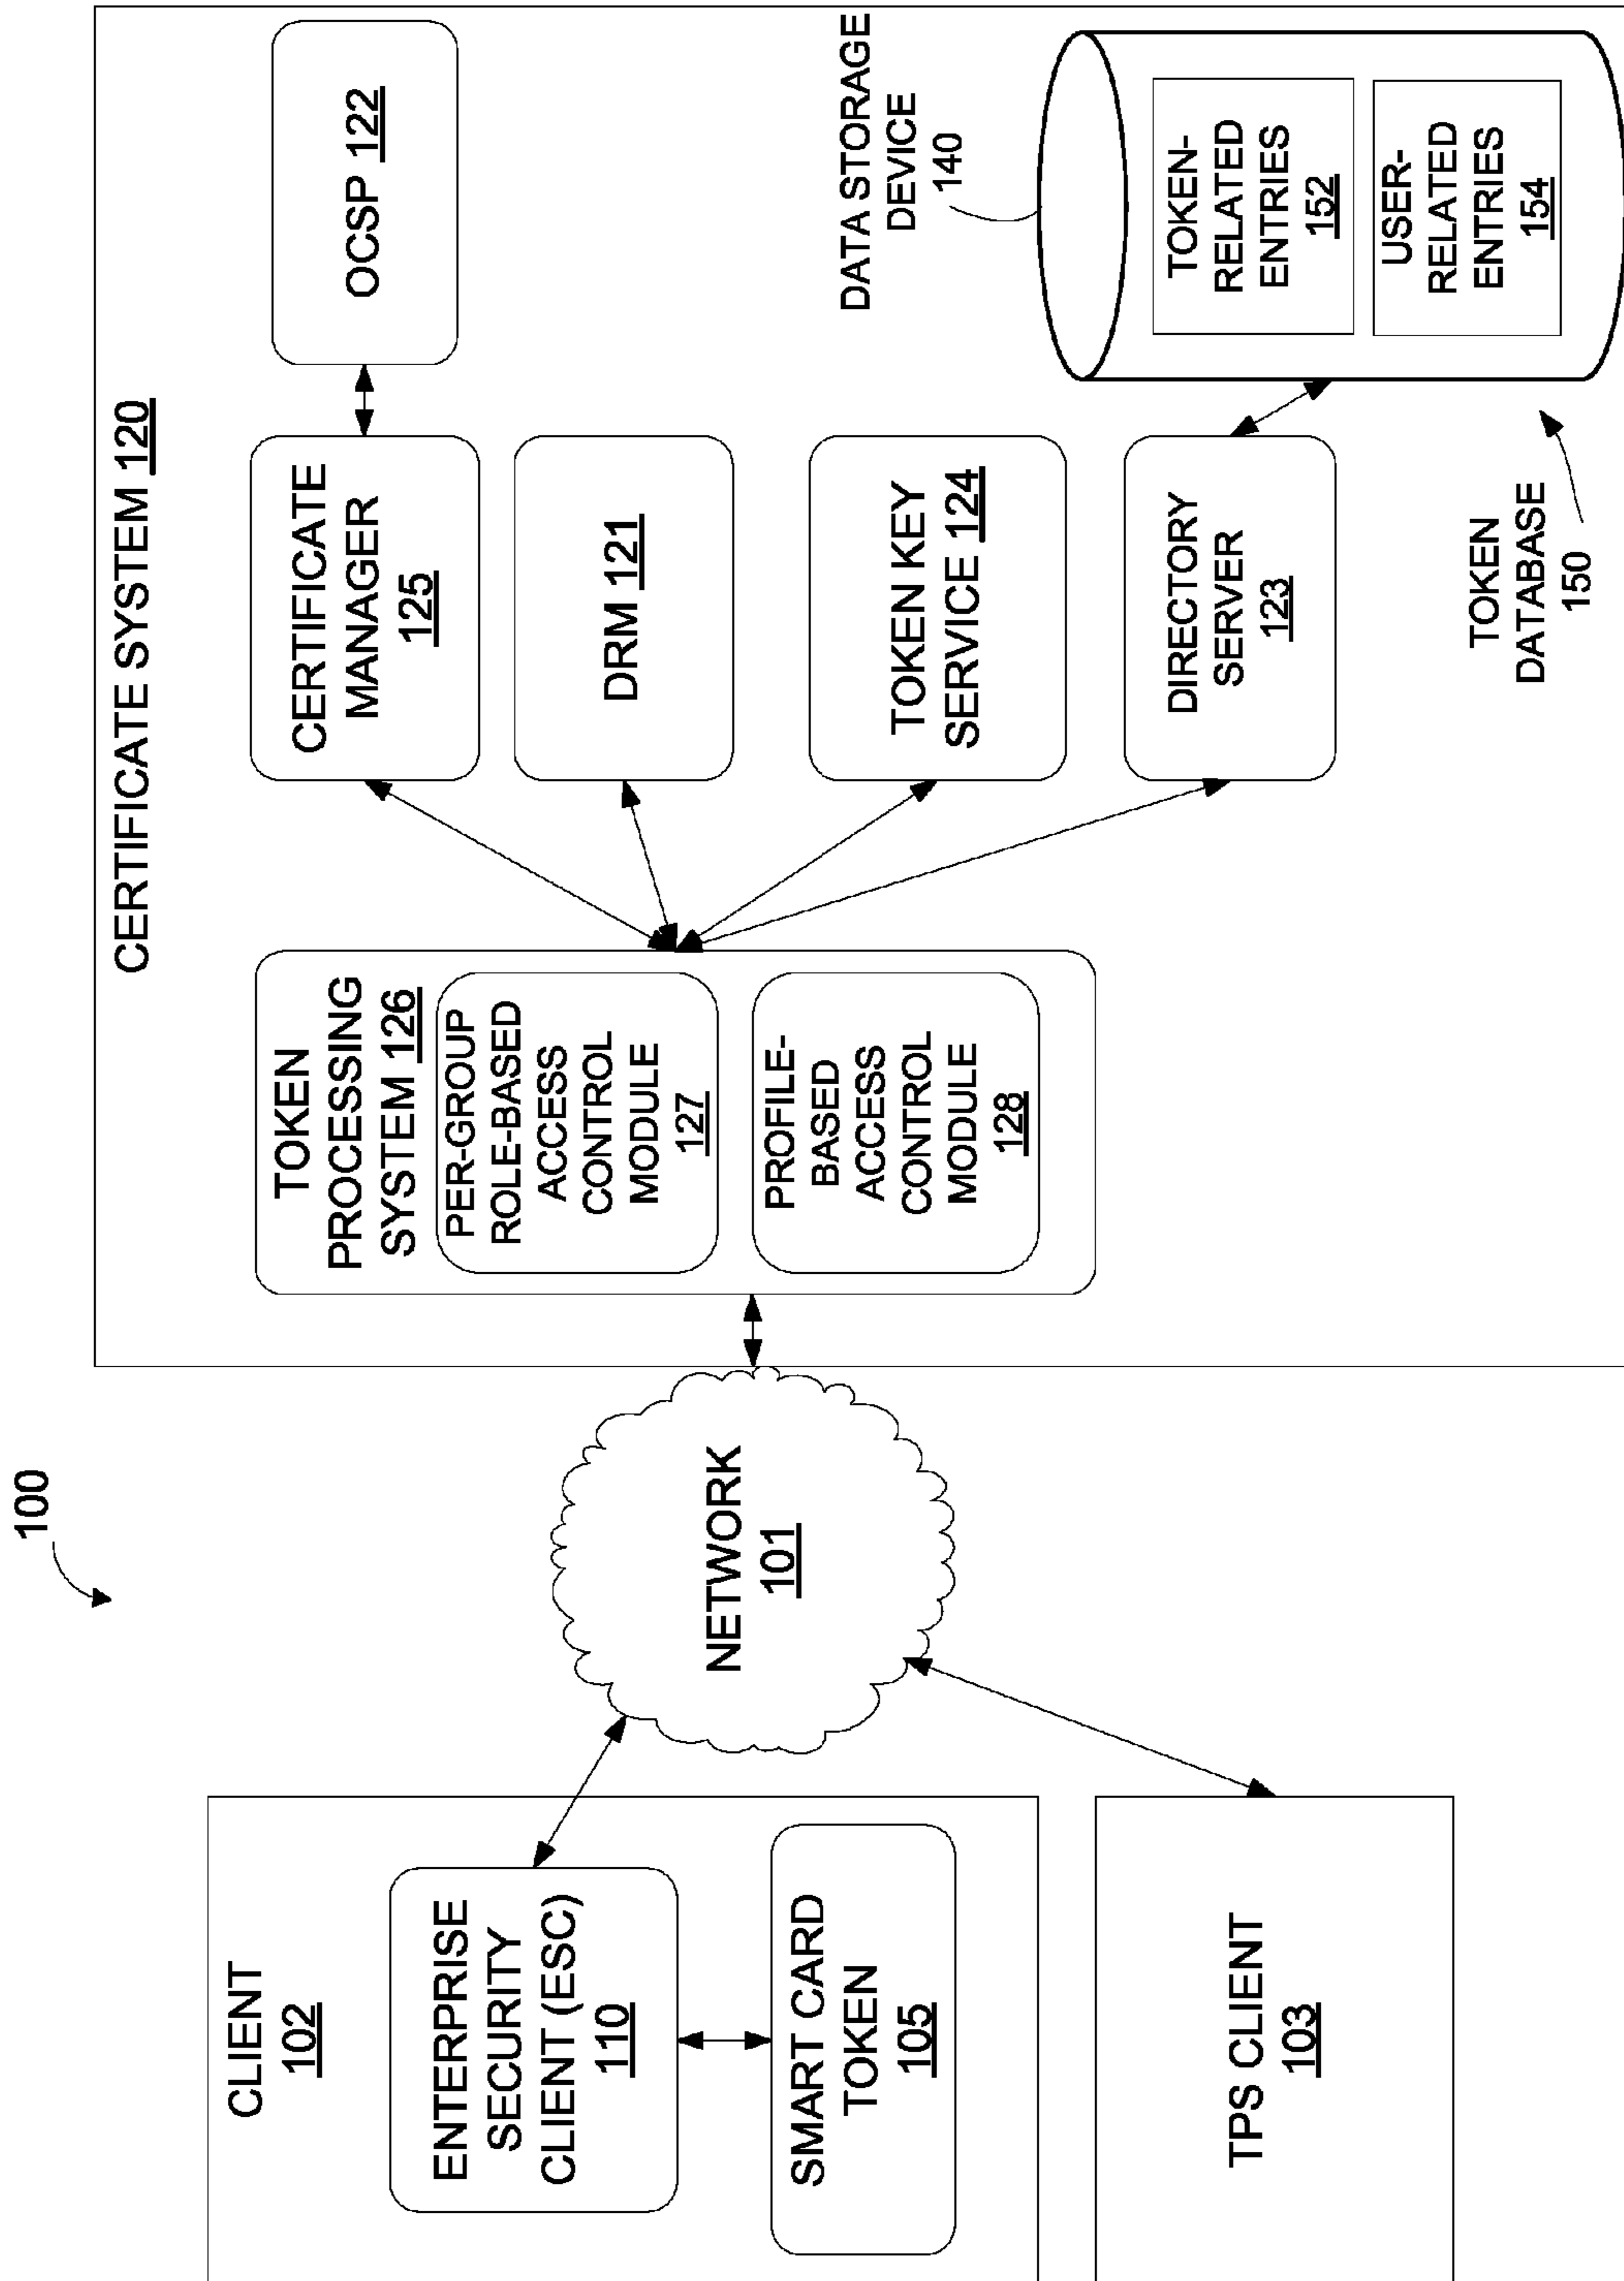 100
CLIENT
102
ENTERPRISE
SECURITY
CLIENT (ESC)
110
SMART CARD
TOKEN
105
TPS CLIENT
103
NETWORK
101
CERTIFICATE SYSTEM 120
TOKEN
PROCESSING
SYSTEM 126
PER-GROUP
ROLE-BASED
ACCESS
CONTROL
MODULE
127
PROFILE-
BASED
ACCESS
CONTROL
MODULE
128
CERTIFICATE
MANAGER
125
DRM 121
TOKEN KEY
SERVICE 124
DIRECTORY
SERVER
123
OCSP 122
DATA STORAGE
DEVICE
140
TOKEN-
RELATED
ENTRIES
152
USER-
RELATED
ENTRIES
154
TOKEN
DATABASE
150